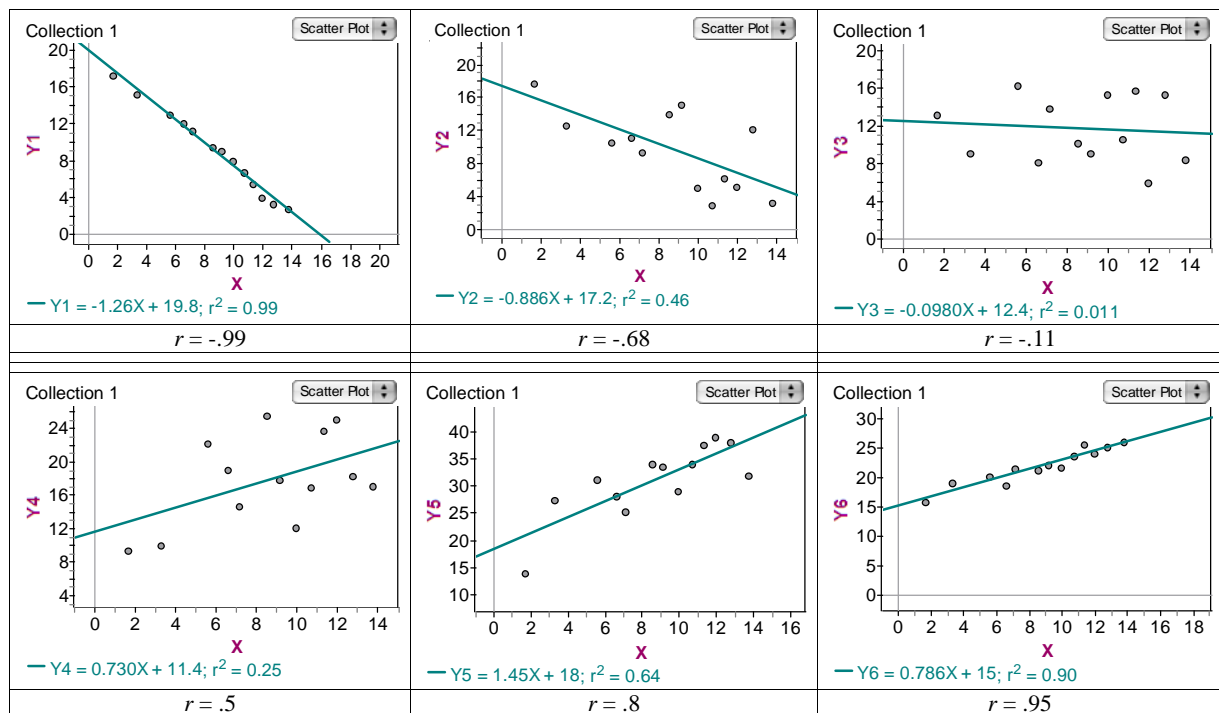 Collection 1 Scatter Plot
20
16
12
8
4
0
Y1
0 2 4 6 8 10 12 14 16 18 20
X
Y1 = -1.26X + 19.8; r² = 0.99
r = -.99
Collection 1 Scatter Plot
20
16
12
8
4
0
Y2
0 2 4 6 8 10 12 14
X
Y2 = -0.886X + 17.2; r² = 0.46
r = -.68
Collection 1 Scatter Plot
20
16
12
8
4
0
Y3
0 2 4 6 8 10 12 14
X
Y3 = -0.0980X + 12.4; r² = 0.011
r = -.11
Collection 1 Scatter Plot
24
20
16
12
8
4
Y4
0 2 4 6 8 10 12 14
X
Y4 = 0.730X + 11.4; r² = 0.25
r = .5
Collection 1 Scatter Plot
40
35
30
25
20
15
10
Y5
0 2 4 6 8 10 12 14 16
X
Y5 = 1.45X + 18; r² = 0.64
r = .8
Collection 1 Scatter Plot
30
25
20
15
10
5
0
Y6
0 2 4 6 8 10 12 14 16 18
X
Y6 = 0.786X + 15; r² = 0.90
r = .95